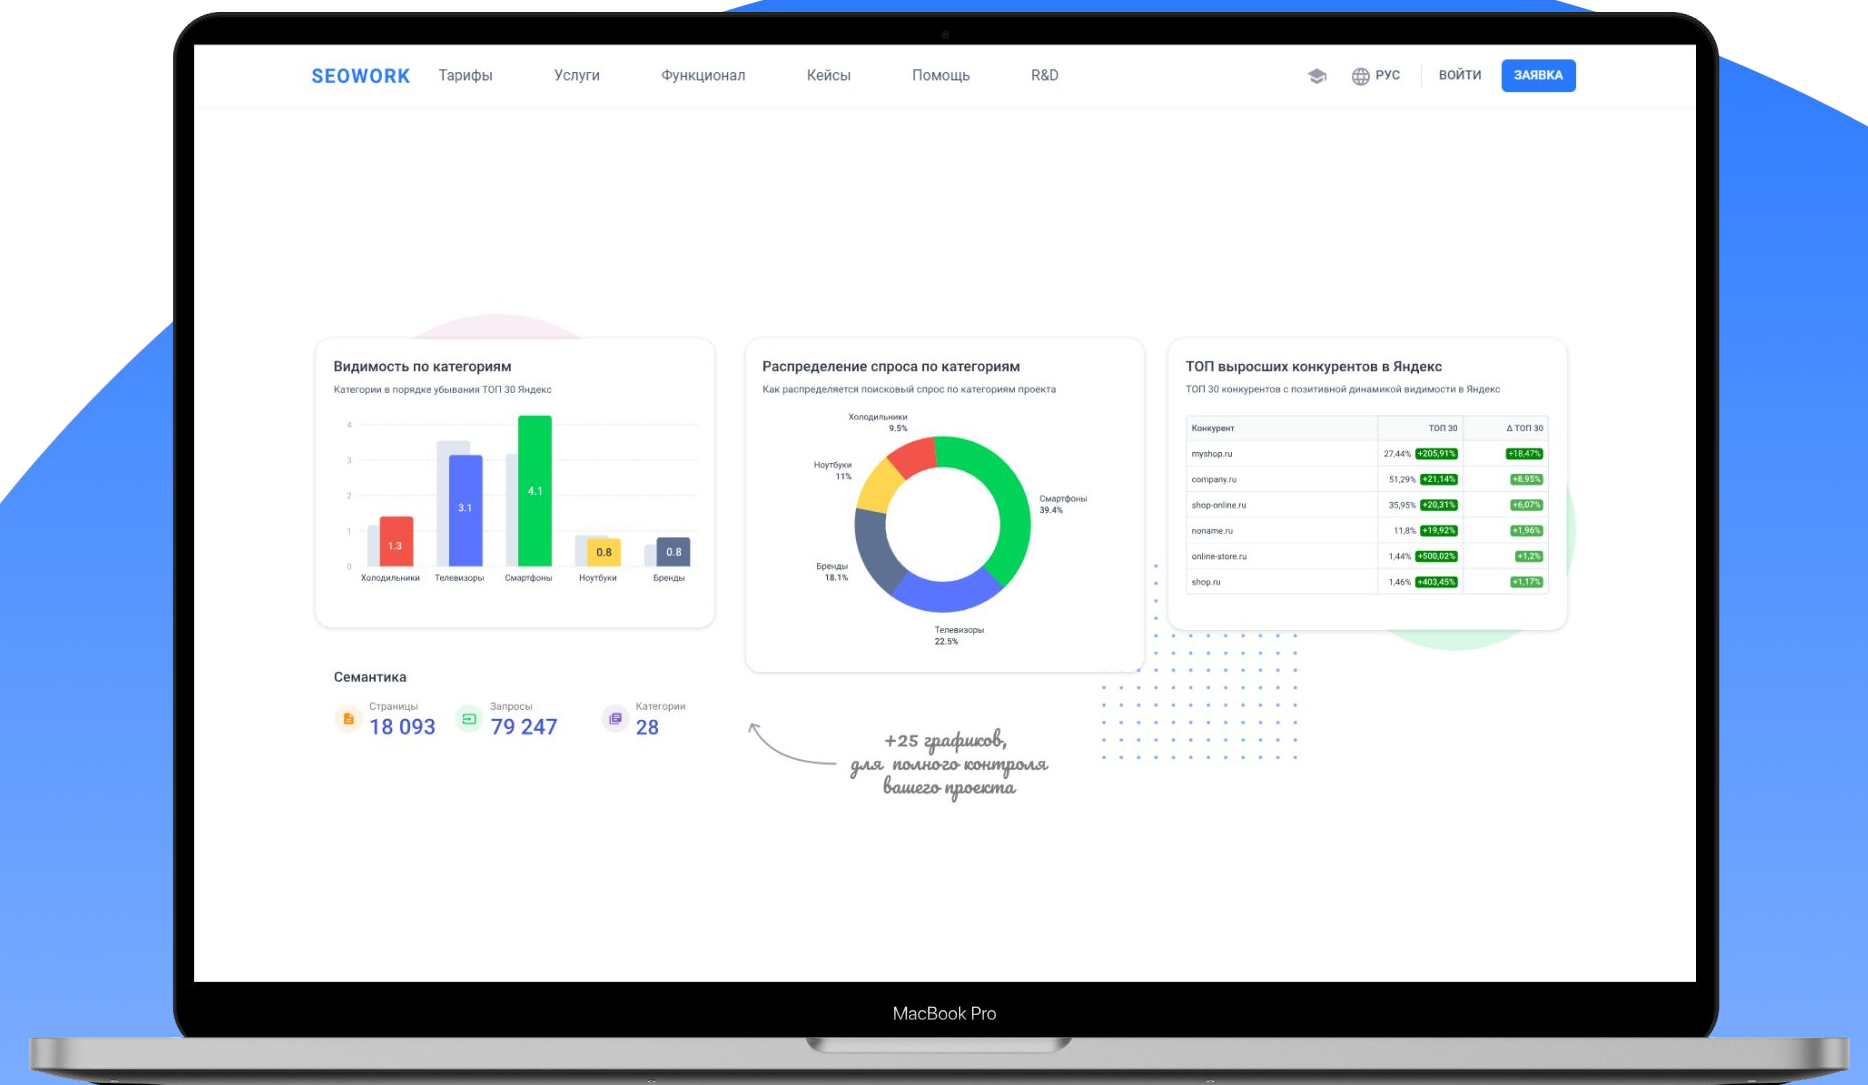 SEOWORK Тарифы Услуги Функционал Кейсы Помощь R&D РУС ВОЙТИ ЗАЯВКА
Видимость по категориям
Категории в порядке убывания ТОП 30 Яндекс
4
3
2
1
0
1.3
3.1
4.1
0.8
0.8
Холодильники Телевизоры Смартфоны Ноутбуки Бренды
Распределение спроса по категориям
Как распределяется поисковый спрос по категориям проекта
Холодильники
9.5%
Ноутбуки
11%
Смартфоны
39.4%
Бренды
18.1%
Телевизоры
22.5%
ТОП выросших конкурентов в Яндекс
ТОП 30 конкурентов с позитивной динамикой видимости в Яндекс
Конкурент ТОП 30 Δ ТОП 30
myshop.ru 27,44% +205,91% +18,47%
company.ru 51,29% +21,14% +8,95%
shop-online.ru 35,95% +20,31% +6,07%
noname.ru 11,8% +19,92% +1,96%
online-store.ru 1,44% +500,02% +1,2%
shop.ru 1,46% +403,45% +1,17%
Семантика
Страницы Запросы Категории
18 093 79 247 28
+25 графиков,
для полного контроля
вашего проекта
MacBook Pro